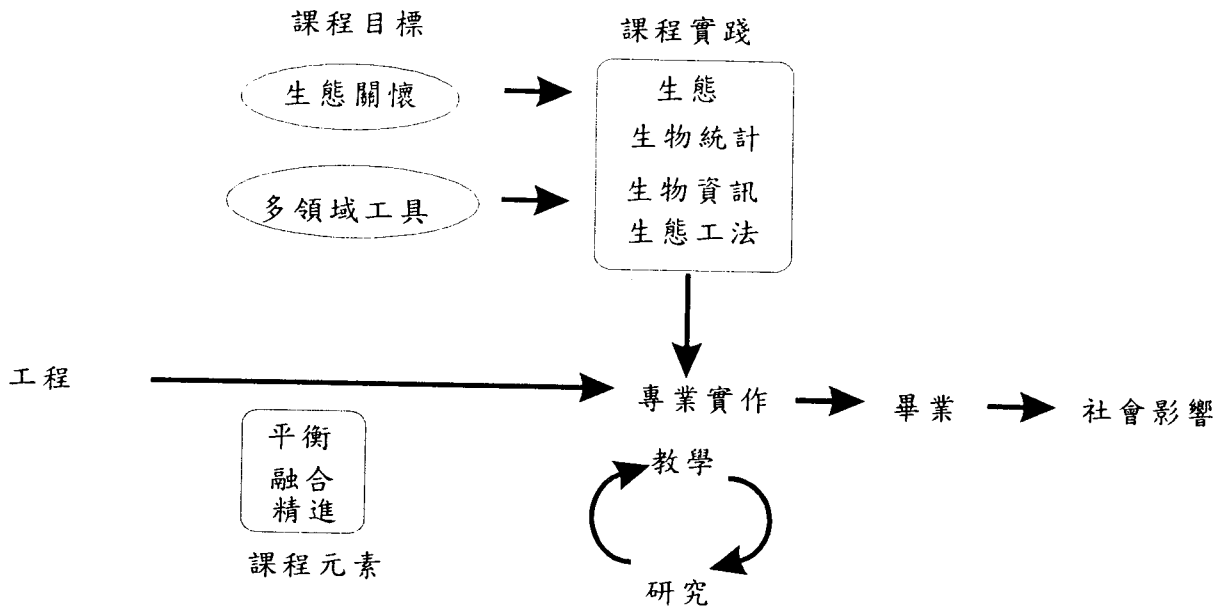 課程目標
課程實踐
生態關懷
生態
生物統計
多領域工具
生物資訊
生態工法
工程
專業實作
畢業
社會影響
平衡
融合
精進
課程元素
教學
研究